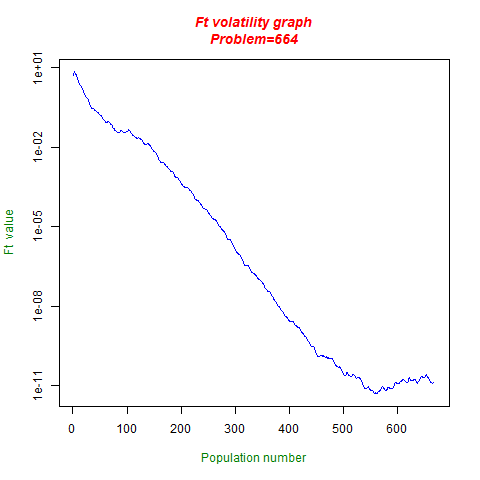 Ft volatility graph
Problem=664
1e+01
1e-02
1e-05
1e-08
1e-11
Ft value
0 100 200 300 400 500 600
Population number